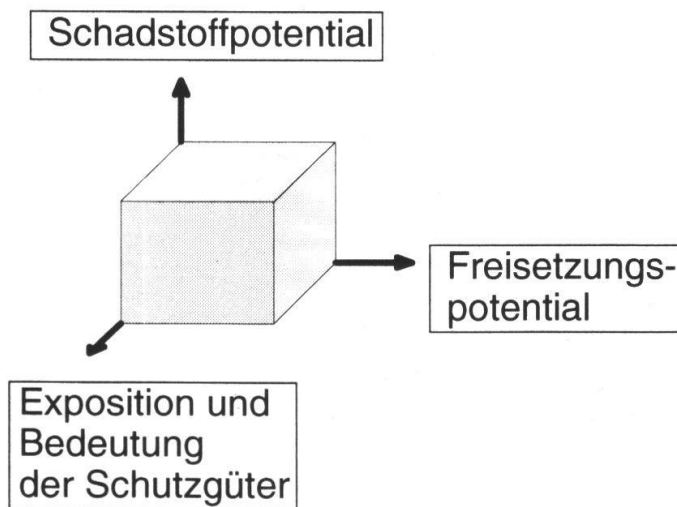 Schadstoffpotential
Freisetzungs-
potential
Exposition und
Bedeutung
der Schutzgüter